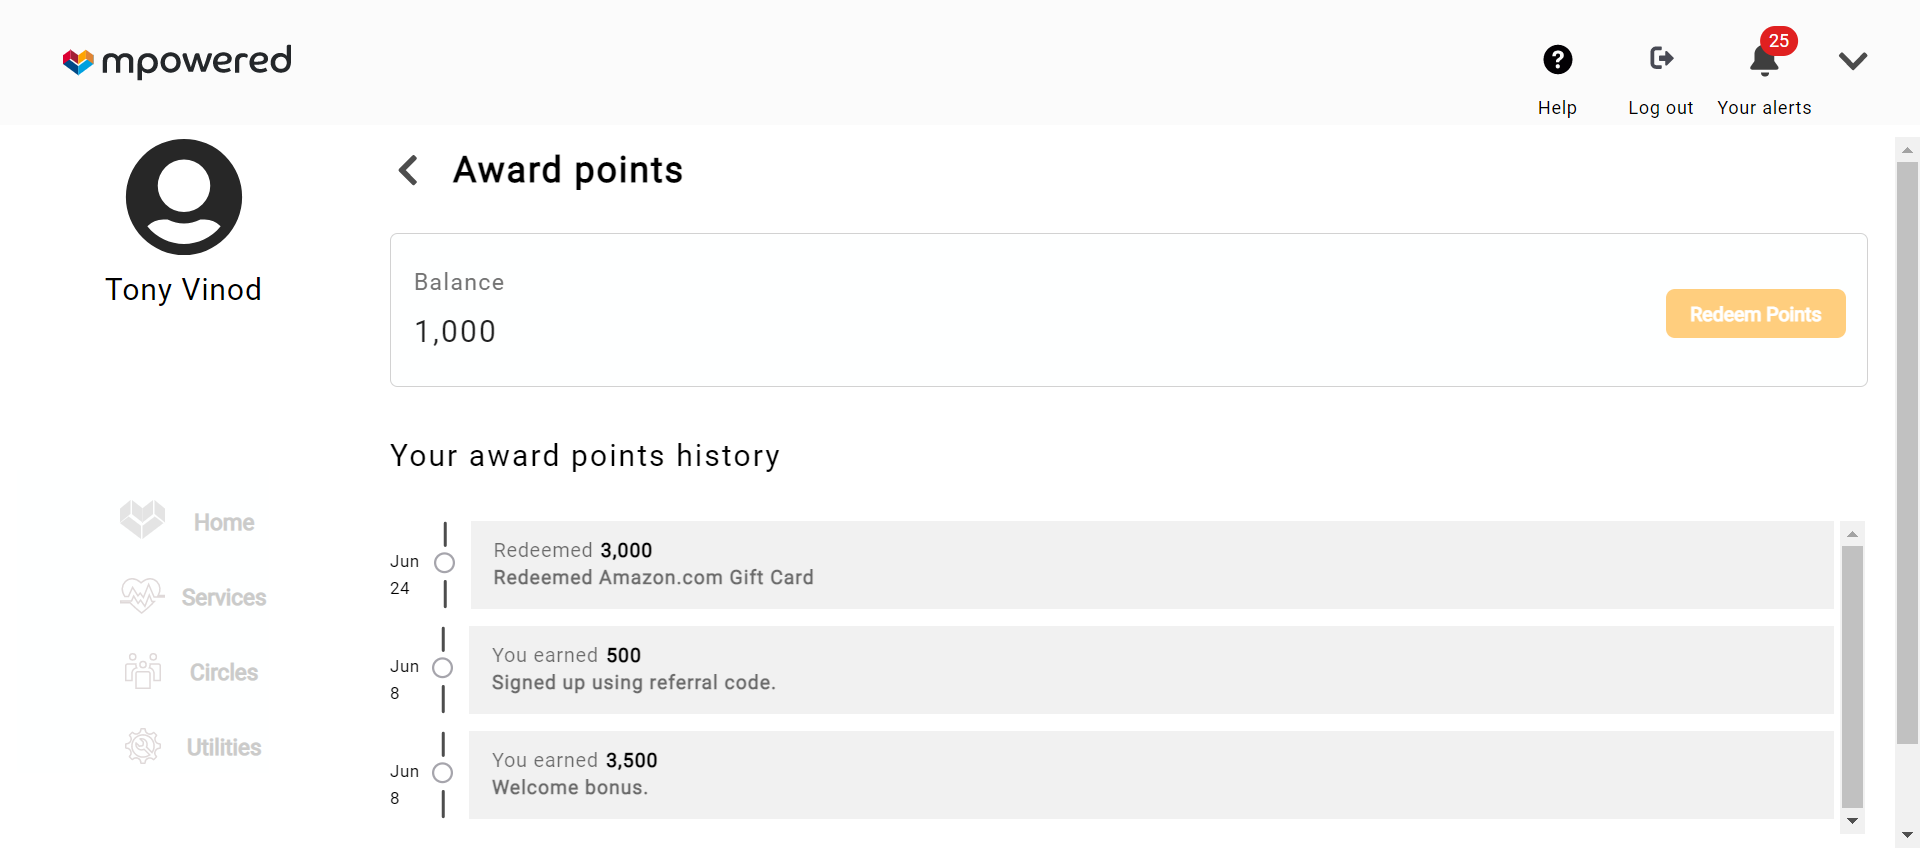 mpowered
Help
Log out
25
Your alerts
Tony Vinod
Home
Services
Circles
Utilities
Award points
Balance
1,000
Redeem Points
Your award points history
Jun
24
Redeemed 3,000
Redeemed Amazon.com Gift Card
Jun
8
You earned 500
Signed up using referral code.
Jun
8
You earned 3,500
Welcome bonus.